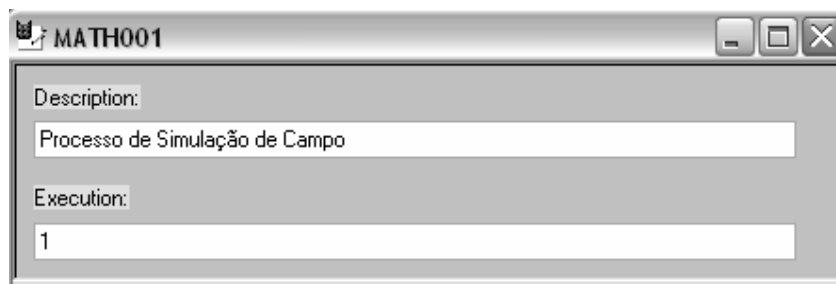 MATH001
Description:
Processo de Simulação de Campo
Execution:
1